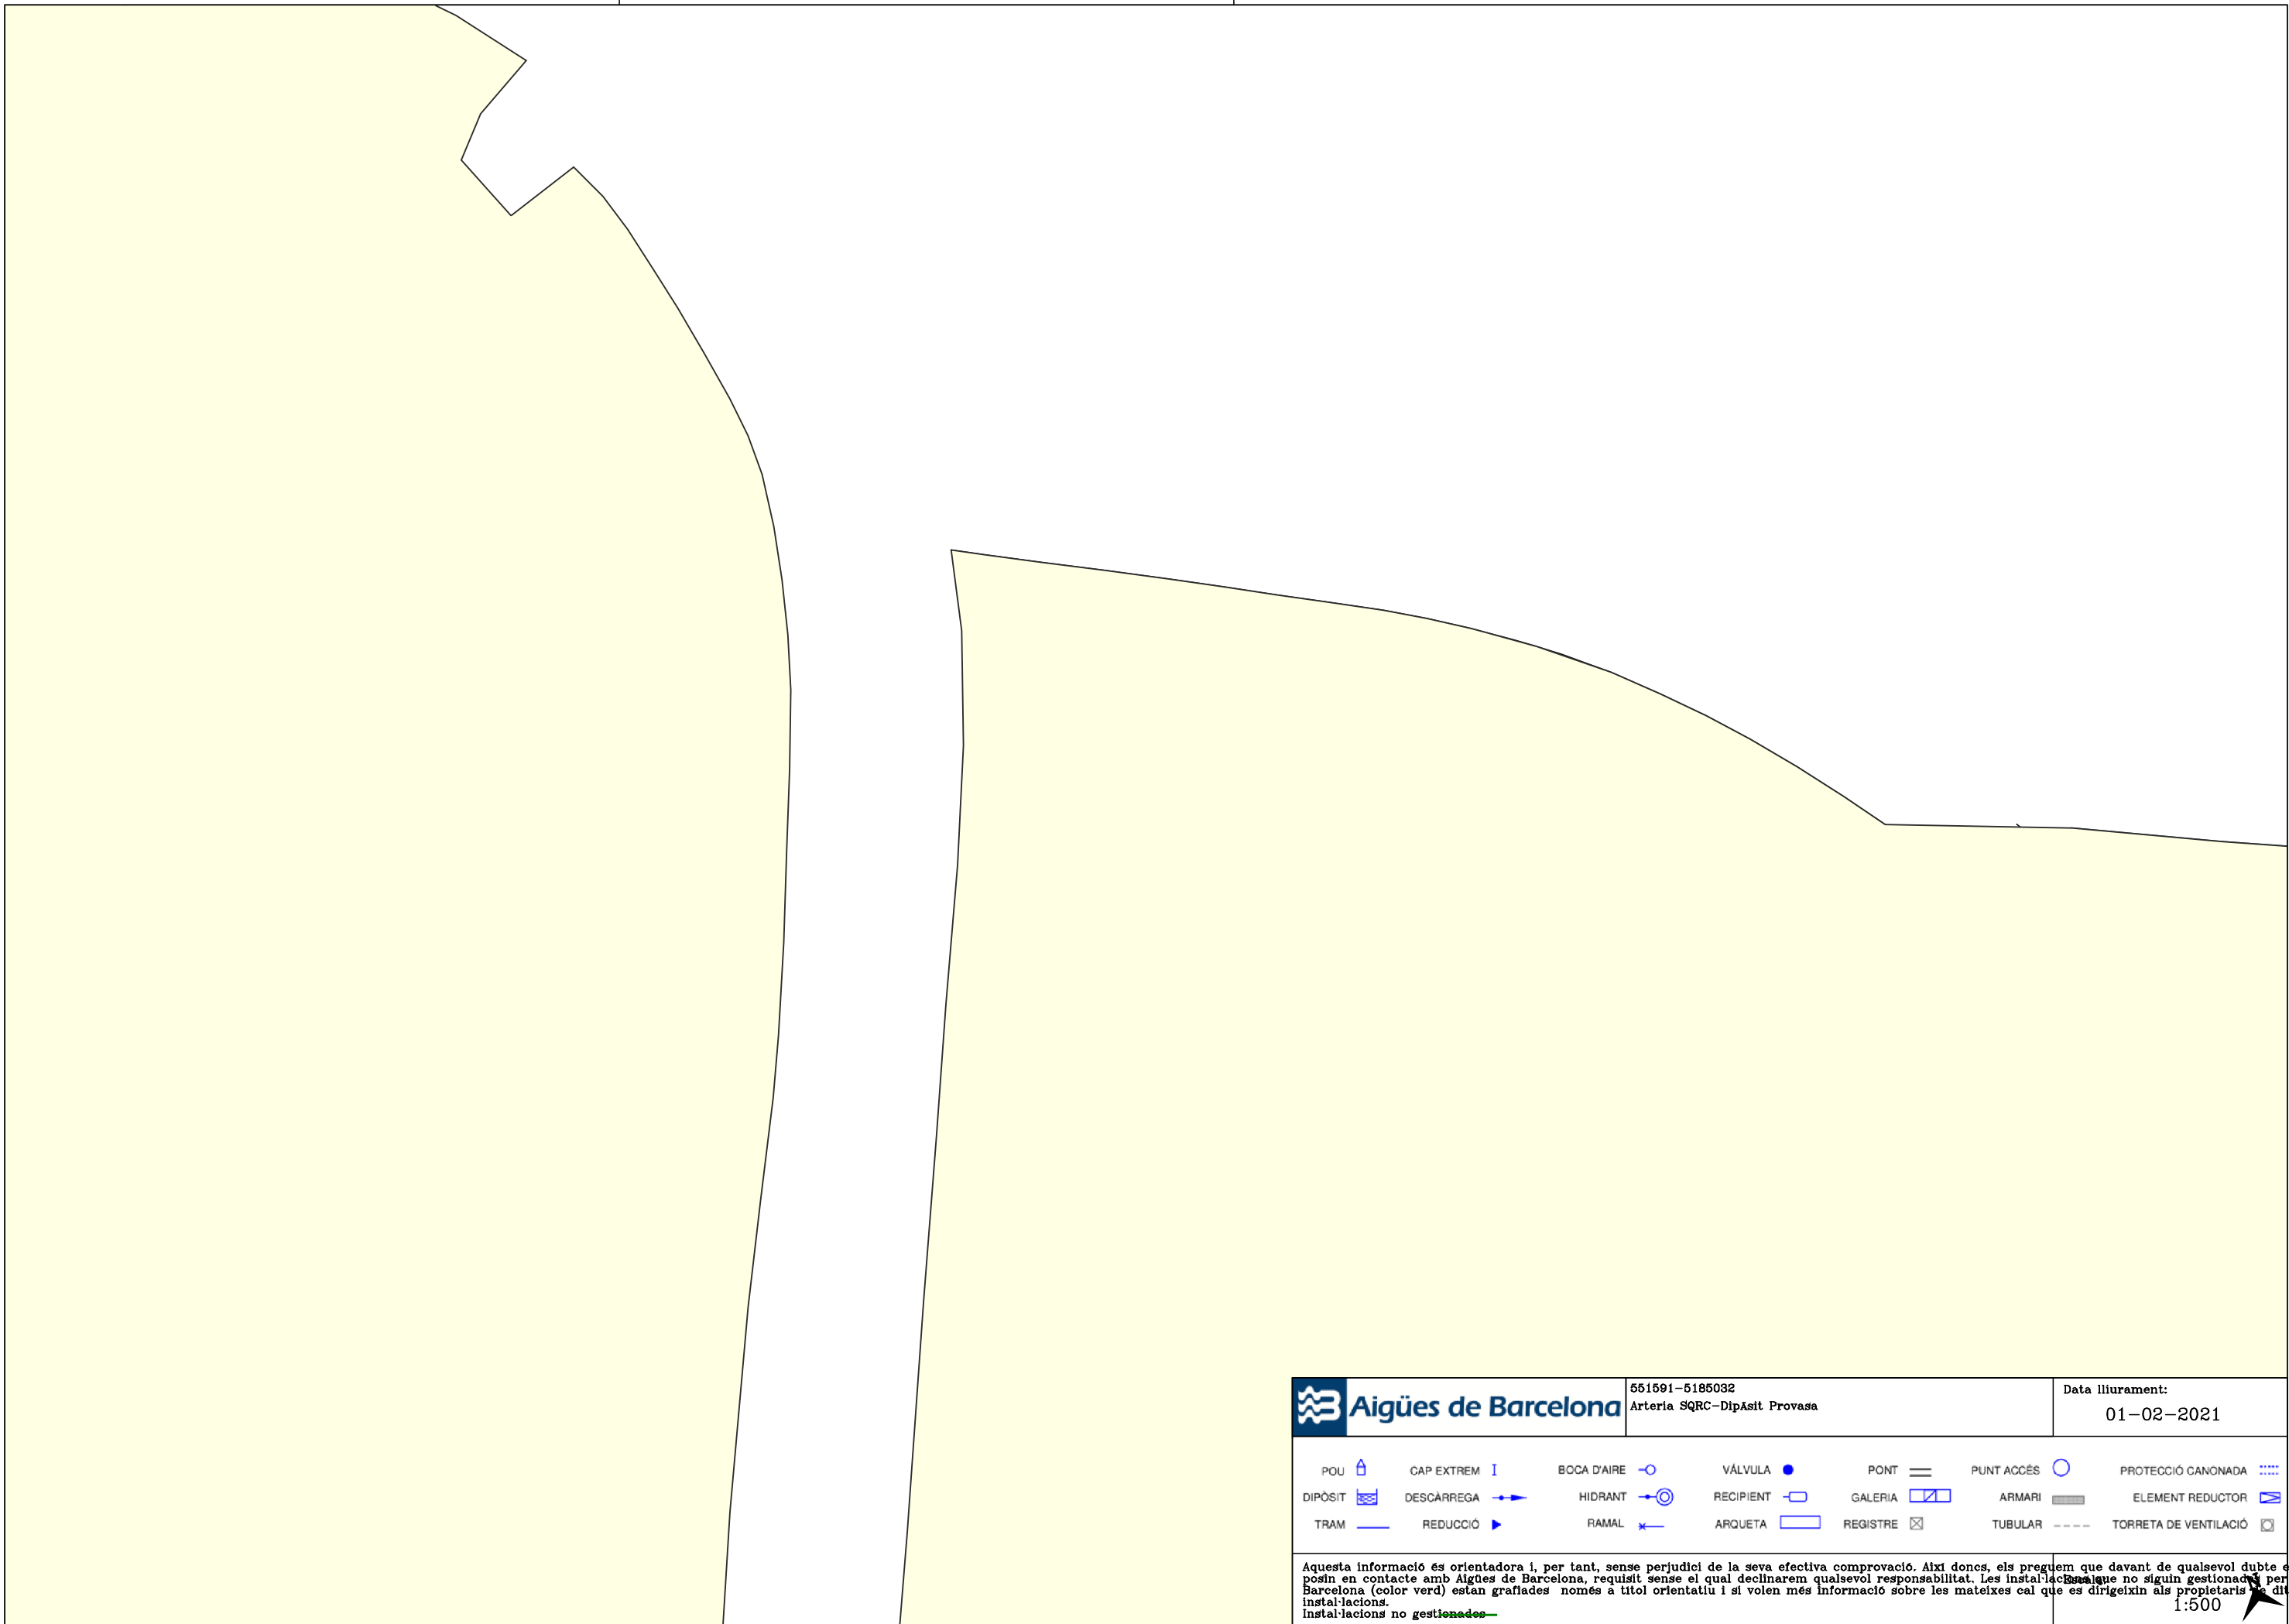 Aigües de Barcelona
551591-5185032
Arteria SQRC-DipAsit Provasa
Data lliurament:
01-02-2021
POU CAP EXTREM BOCA D'AIRE VÀLVULA PONT PUNT ACCÉS PROTECCIÓ CANONADA
DIPÒSIT DESCÀRREGA HIDRANT RECIPIENT GALERIA ARMARI ELEMENT REDUCTOR
TRAM REDUCCIÓ RAMAL ARQUETA REGISTRE TUBULAR TORRETA DE VENTILACIÓ
Aquesta informació és orientadora i, per tant, sense perjudici de la seva efectiva comprovació. Així doncs, els preguem que davant de qualsevol dubte e
posin en contacte amb Aigües de Barcelona, requisit sense el qual declinarem qualsevol responsabilitat. Les instal·lacions que no siguin gestionades per
Barcelona (color verd) estan grafiades només a títol orientatiu i si volen més informació sobre les mateixes cal que es dirigeixin als propietaris de dit
instal·lacions.
Instal·lacions no gestionades
Escala:
1:500